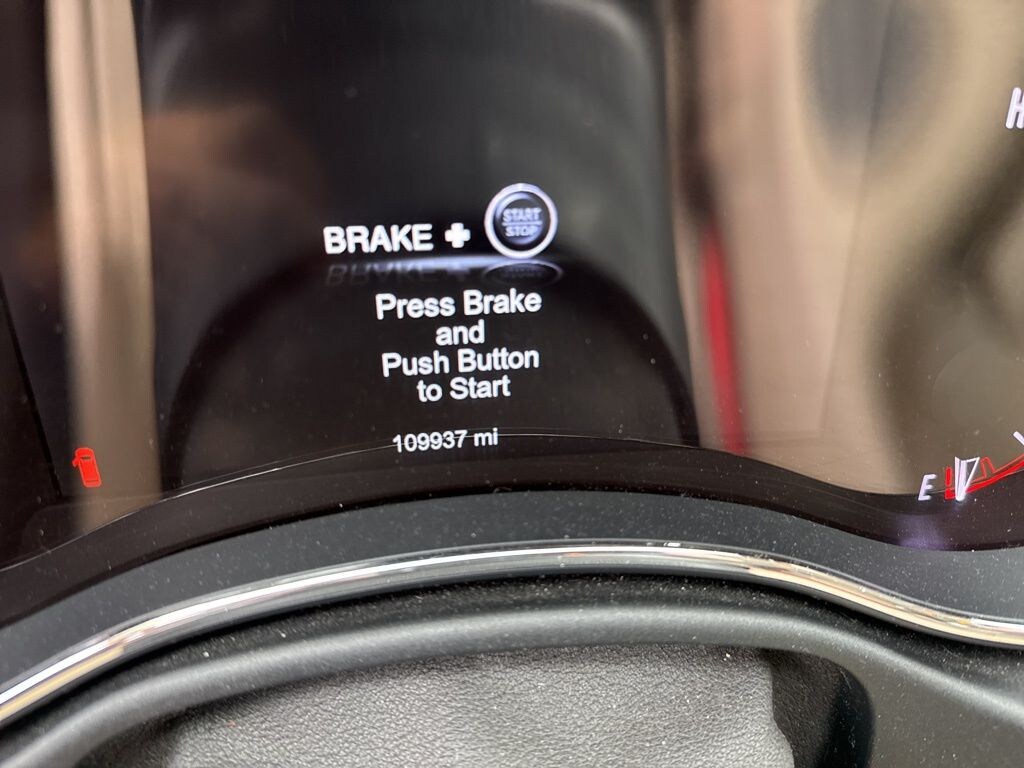 H
BRAKE + START
STOP
Press Brake
and
Push Button
to Start
109937 mi
E